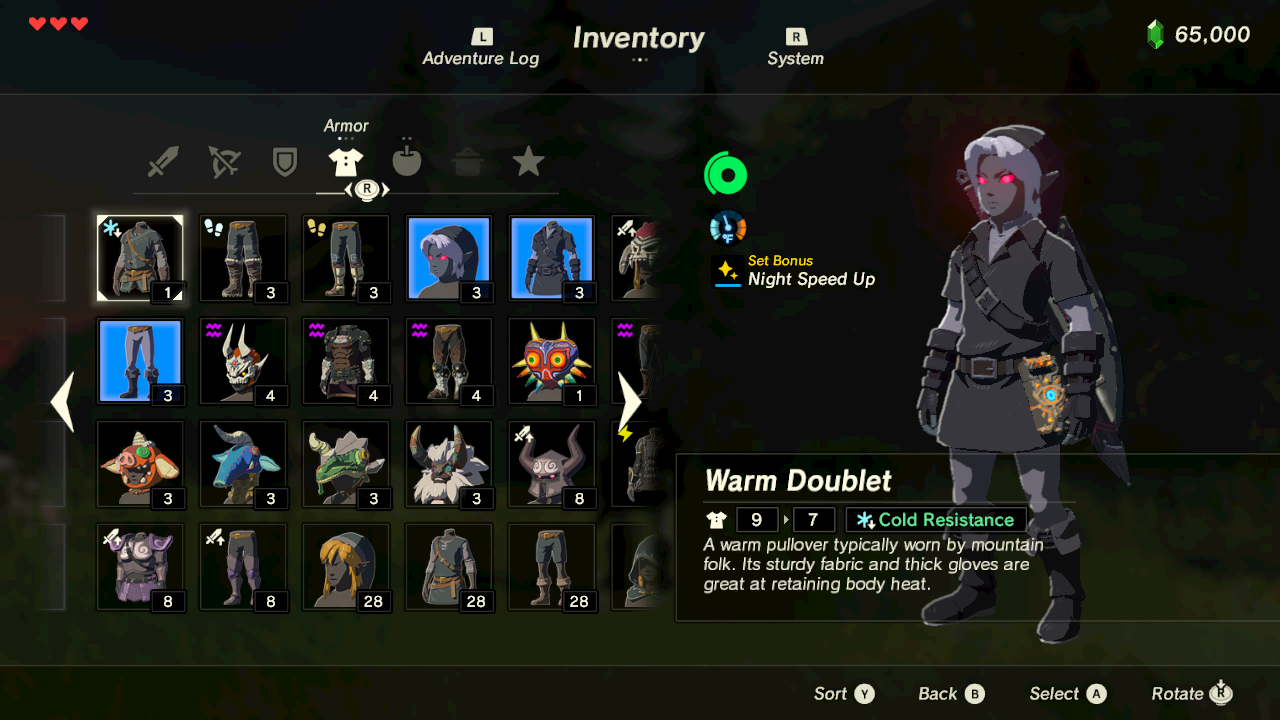 L
Inventory
R
65,000
Adventure Log
System
Armor
R
°F
Set Bonus
Night Speed Up
1
3
3
3
3
3
4
4
4
1
3
3
3
3
8
8
8
28
28
28
Warm Doublet
9 7 Cold Resistance
A warm pullover typically worn by mountain
folk. Its sturdy fabric and thick gloves are
great at retaining body heat.
Sort Y Back B Select A Rotate R